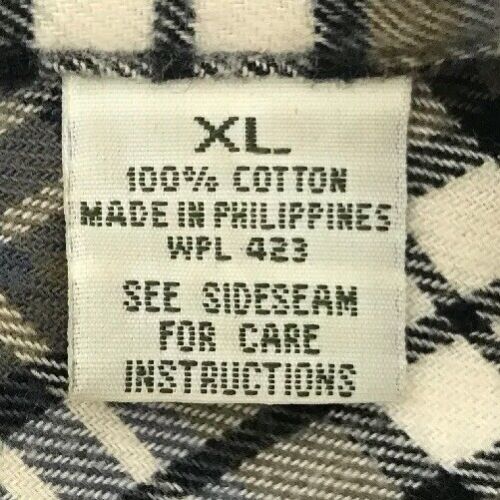 XL
100% COTTON
MADE IN PHILIPPINES
WPL 423
SEE SIDESEAM
FOR CARE
INSTRUCTIONS